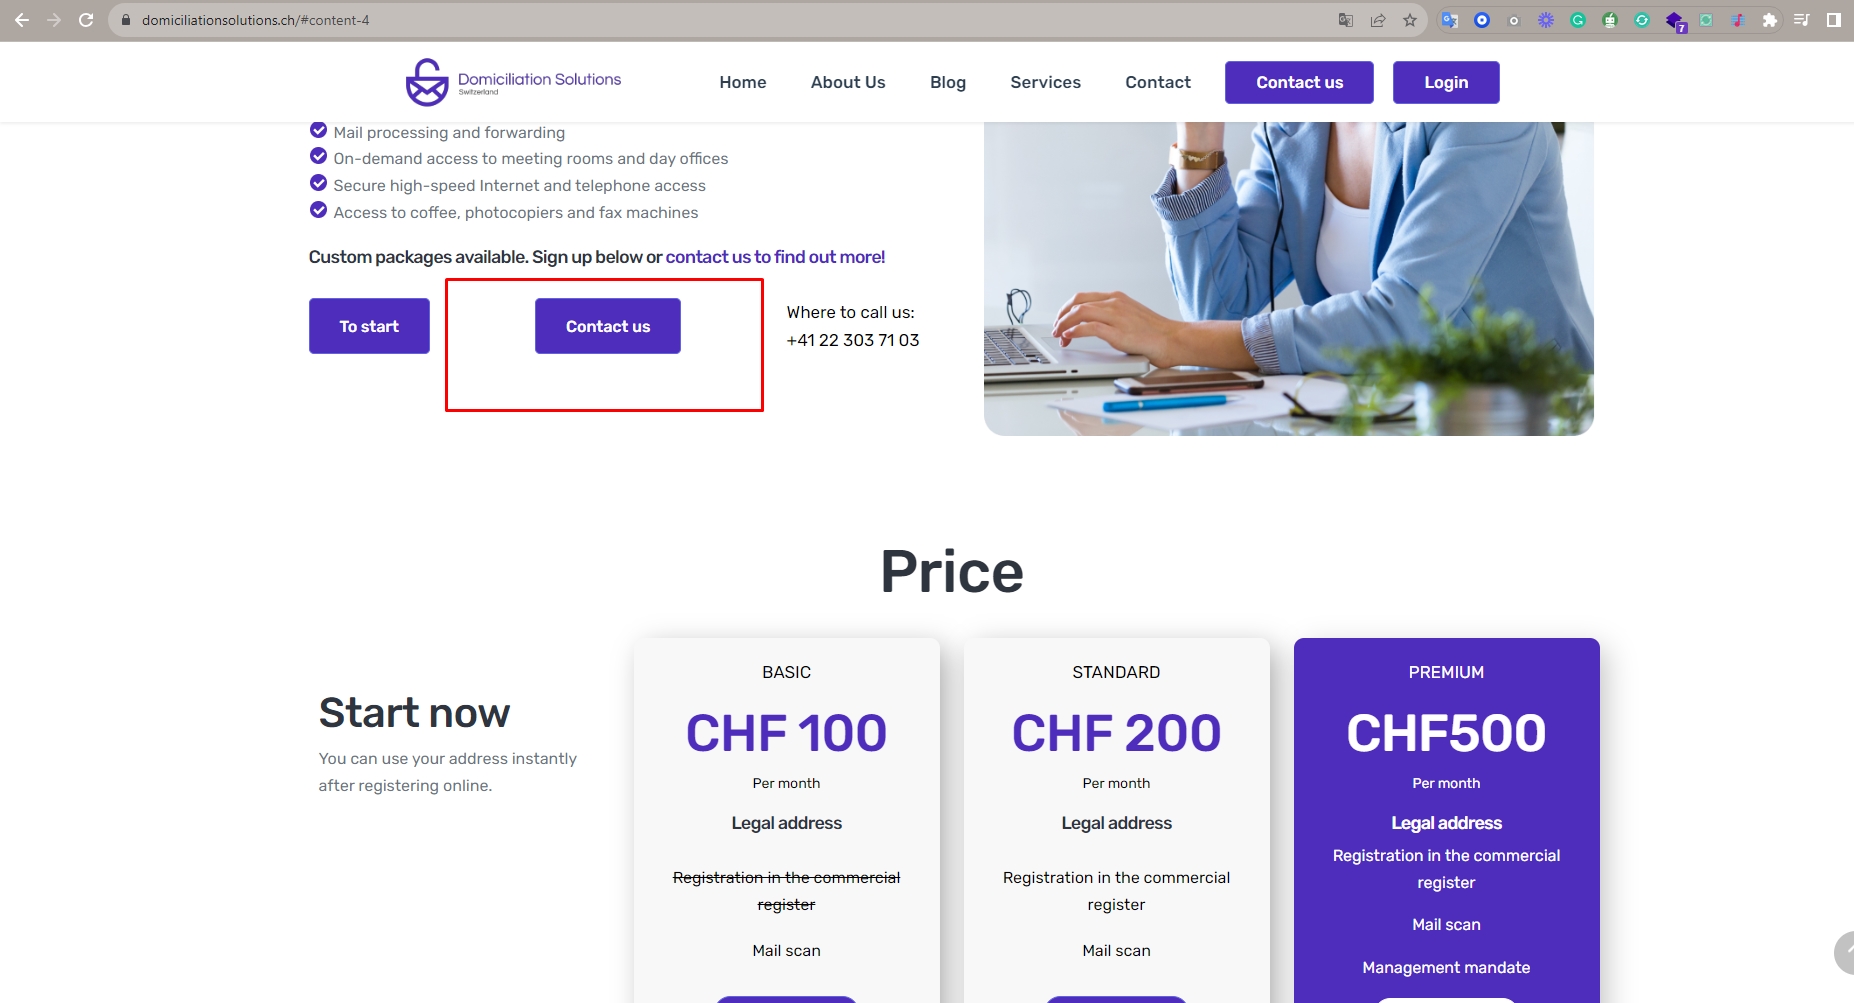 domiciliationsolutions.ch/#content-4
7
Domiciliation Solutions
Switzerland
Home
About Us
Blog
Services
Contact
Contact us
Login
Mail processing and forwarding
On-demand access to meeting rooms and day offices
Secure high-speed Internet and telephone access
Access to coffee, photocopiers and fax machines
Custom packages available. Sign up below or contact us to find out more!
To start
Contact us
Where to call us:
+41 22 303 71 03
Price
Start now
You can use your address instantly
after registering online.
BASIC
CHF 100
Per month
Legal address
Registration in the commercial
register
Mail scan
STANDARD
CHF 200
Per month
Legal address
Registration in the commercial
register
Mail scan
PREMIUM
CHF500
Per month
Legal address
Registration in the commercial
register
Mail scan
Management mandate